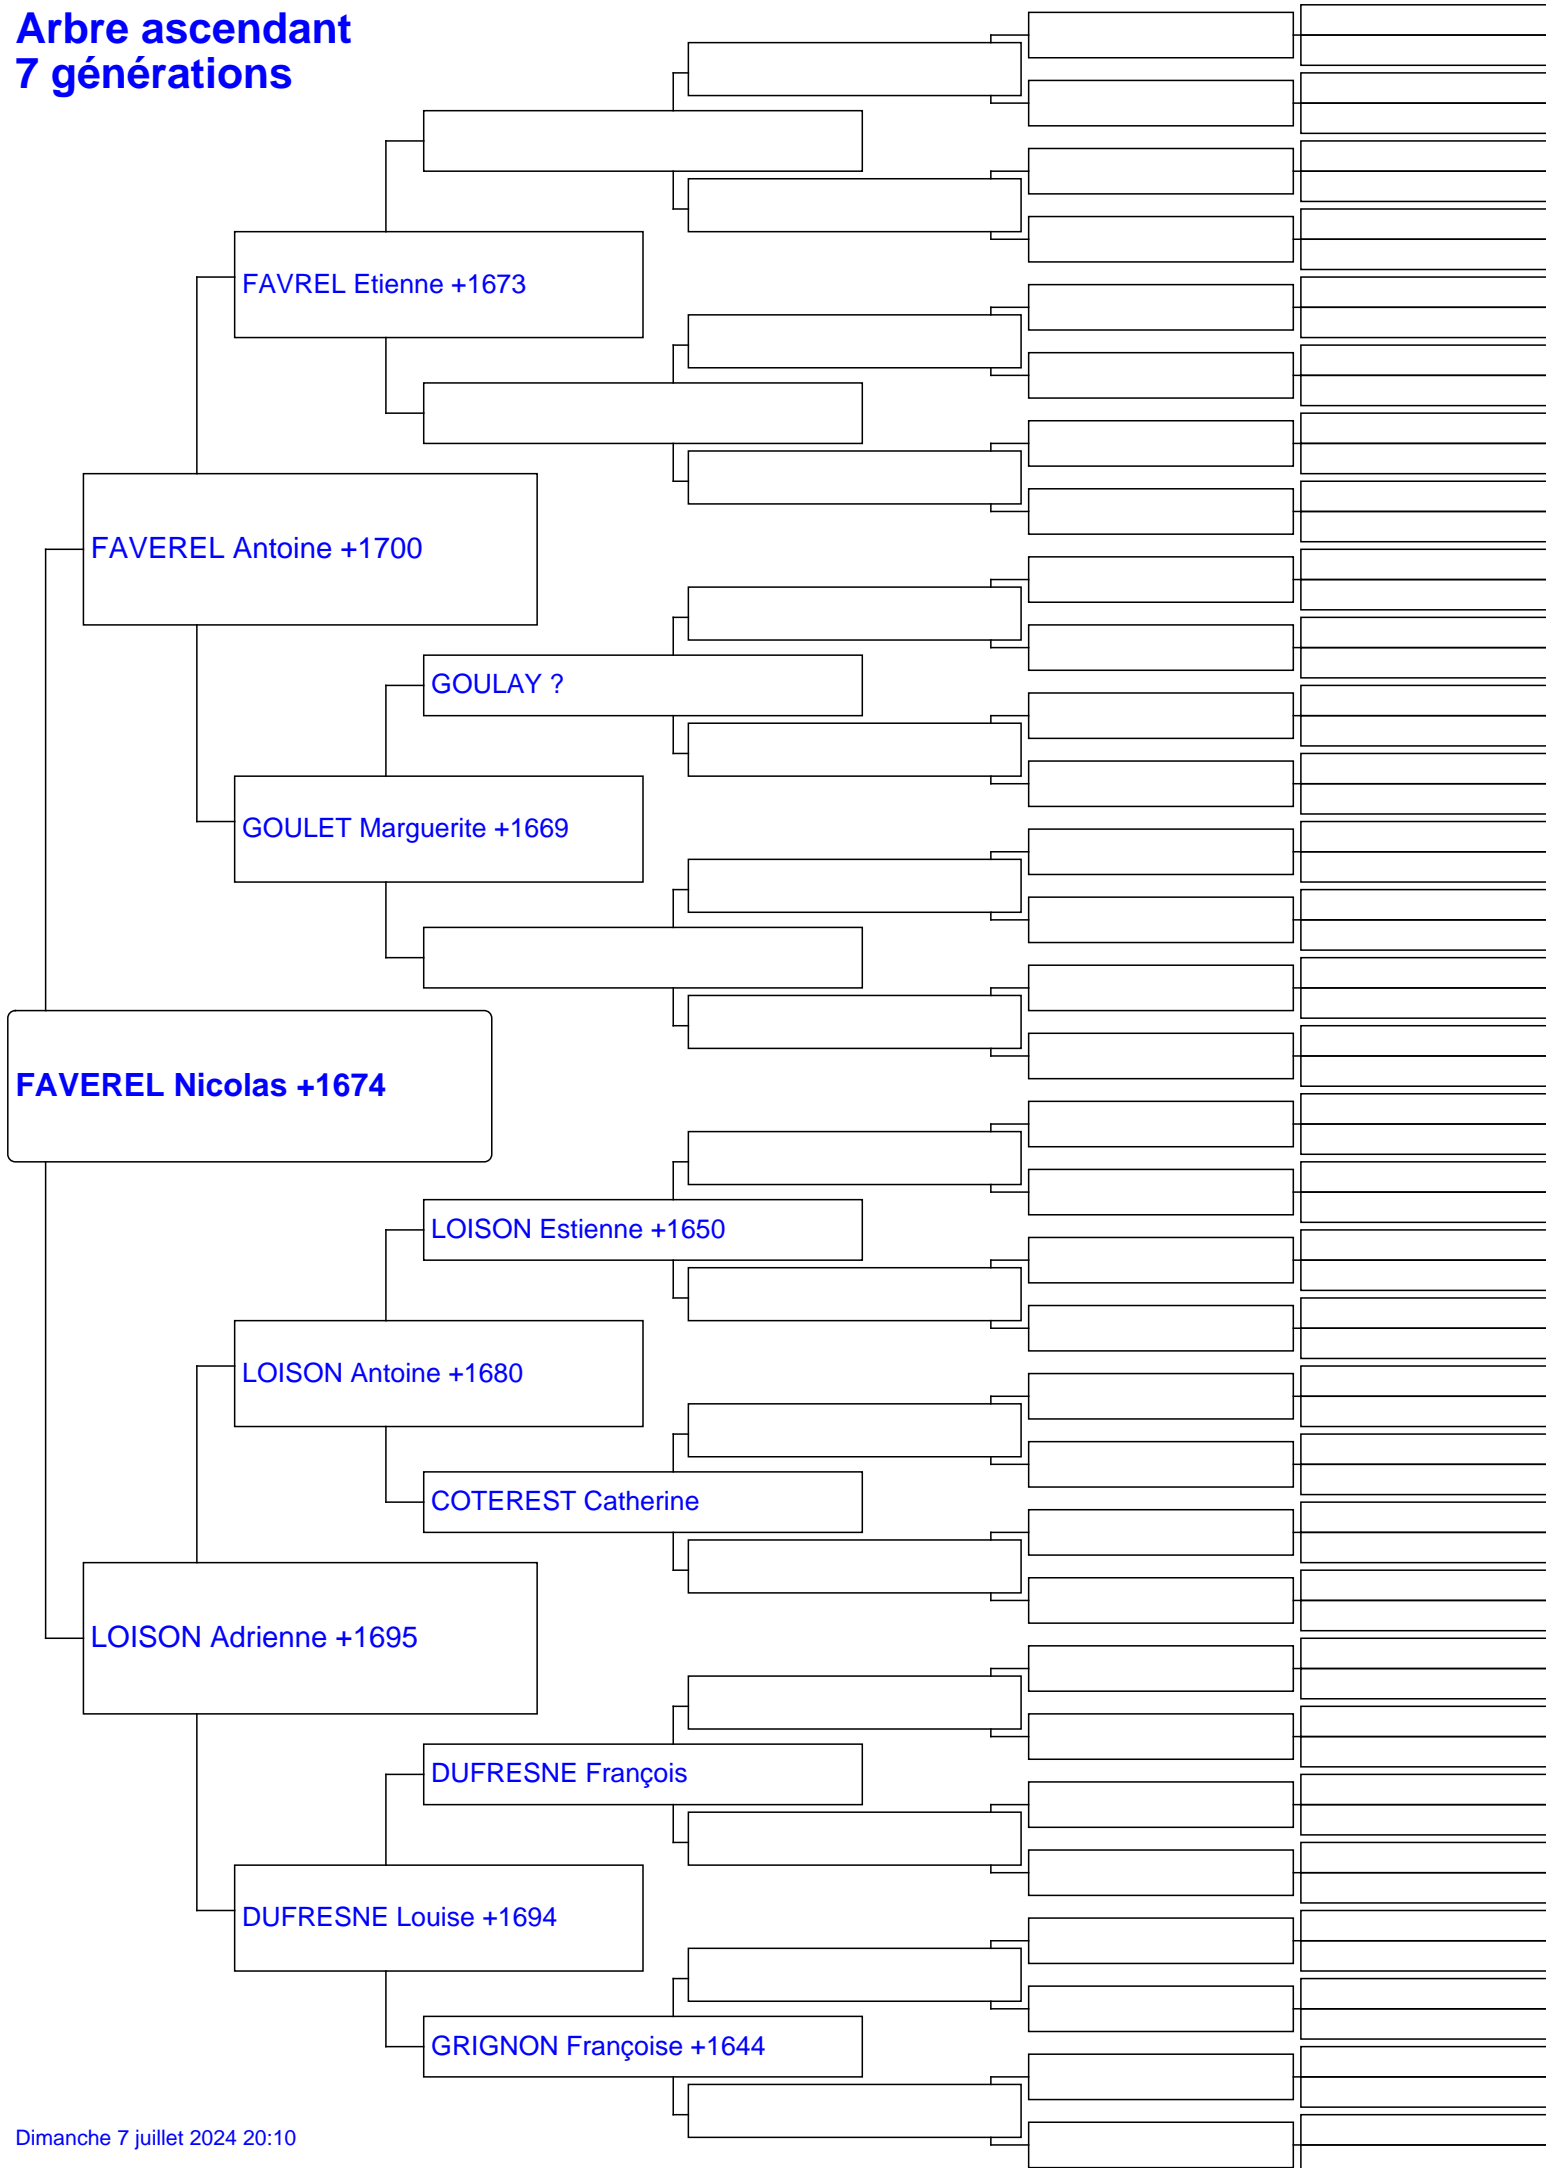 Arbre ascendant
7 générations
FAVREL Etienne +1673
FAVEREL Antoine +1700
GOULAY ?
GOULET Marguerite +1669
FAVEREL Nicolas +1674
LOISON Estienne +1650
LOISON Antoine +1680
COTEREST Catherine
LOISON Adrienne +1695
DUFRESNE François
DUFRESNE Louise +1694
GRIGNON Françoise +1644
Dimanche 7 juillet 2024 20:10